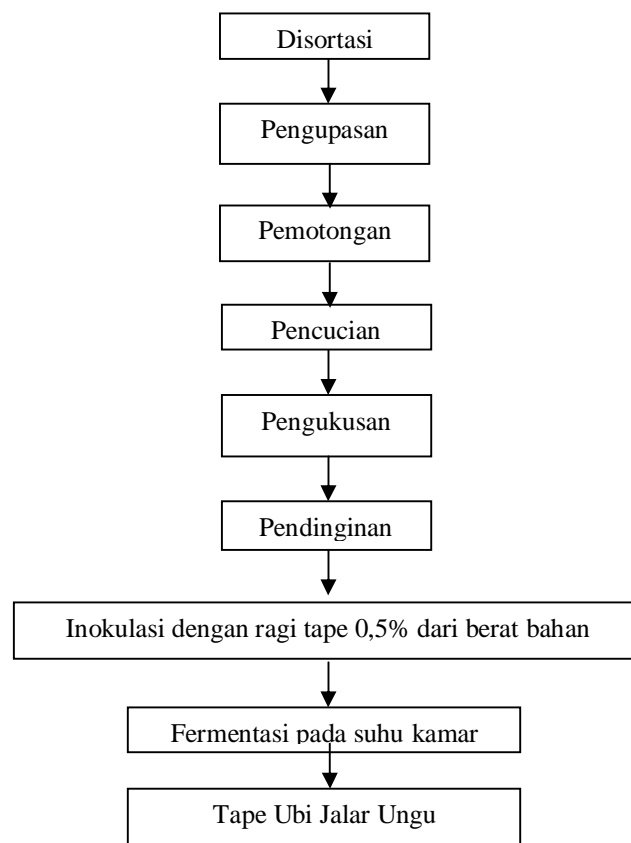 Disortasi
Pengupasan
Pemotongan
Pencucian
Pengukusan
Pendinginan
Inokulasi dengan ragi tape 0,5% dari berat bahan
Fermentasi pada suhu kamar
Tape Ubi Jalar Ungu